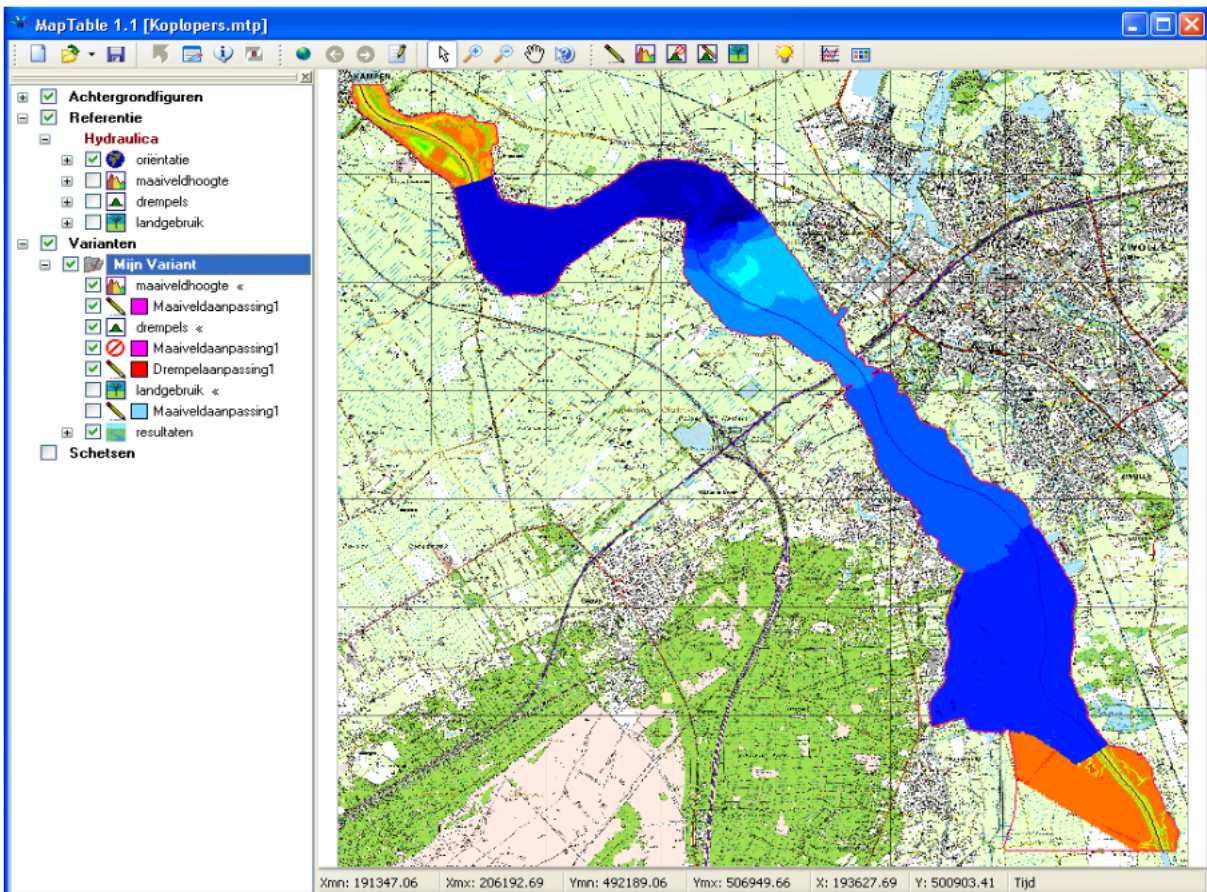 MapTable 1.1 [Koplopers.mtp]
Achtergrondfiguren
Referentie
Hydraulica
oriëntatie
maaiveldhoogte
drempels
landgebruik
Varianten
Mijn Variant
maaiveldhoogte «
Maaiveldaanpassing1
drempels «
Maaiveldaanpassing1
Drempelaanpassing1
landgebruik «
Maaiveldaanpassing1
resultaten
Schetsen
KAMPEN
Xmn: 191347.06 Xmx: 206192.69 Ymn: 492189.06 Ymx: 506949.66 X: 193627.69 Y: 500903.41 Tijd